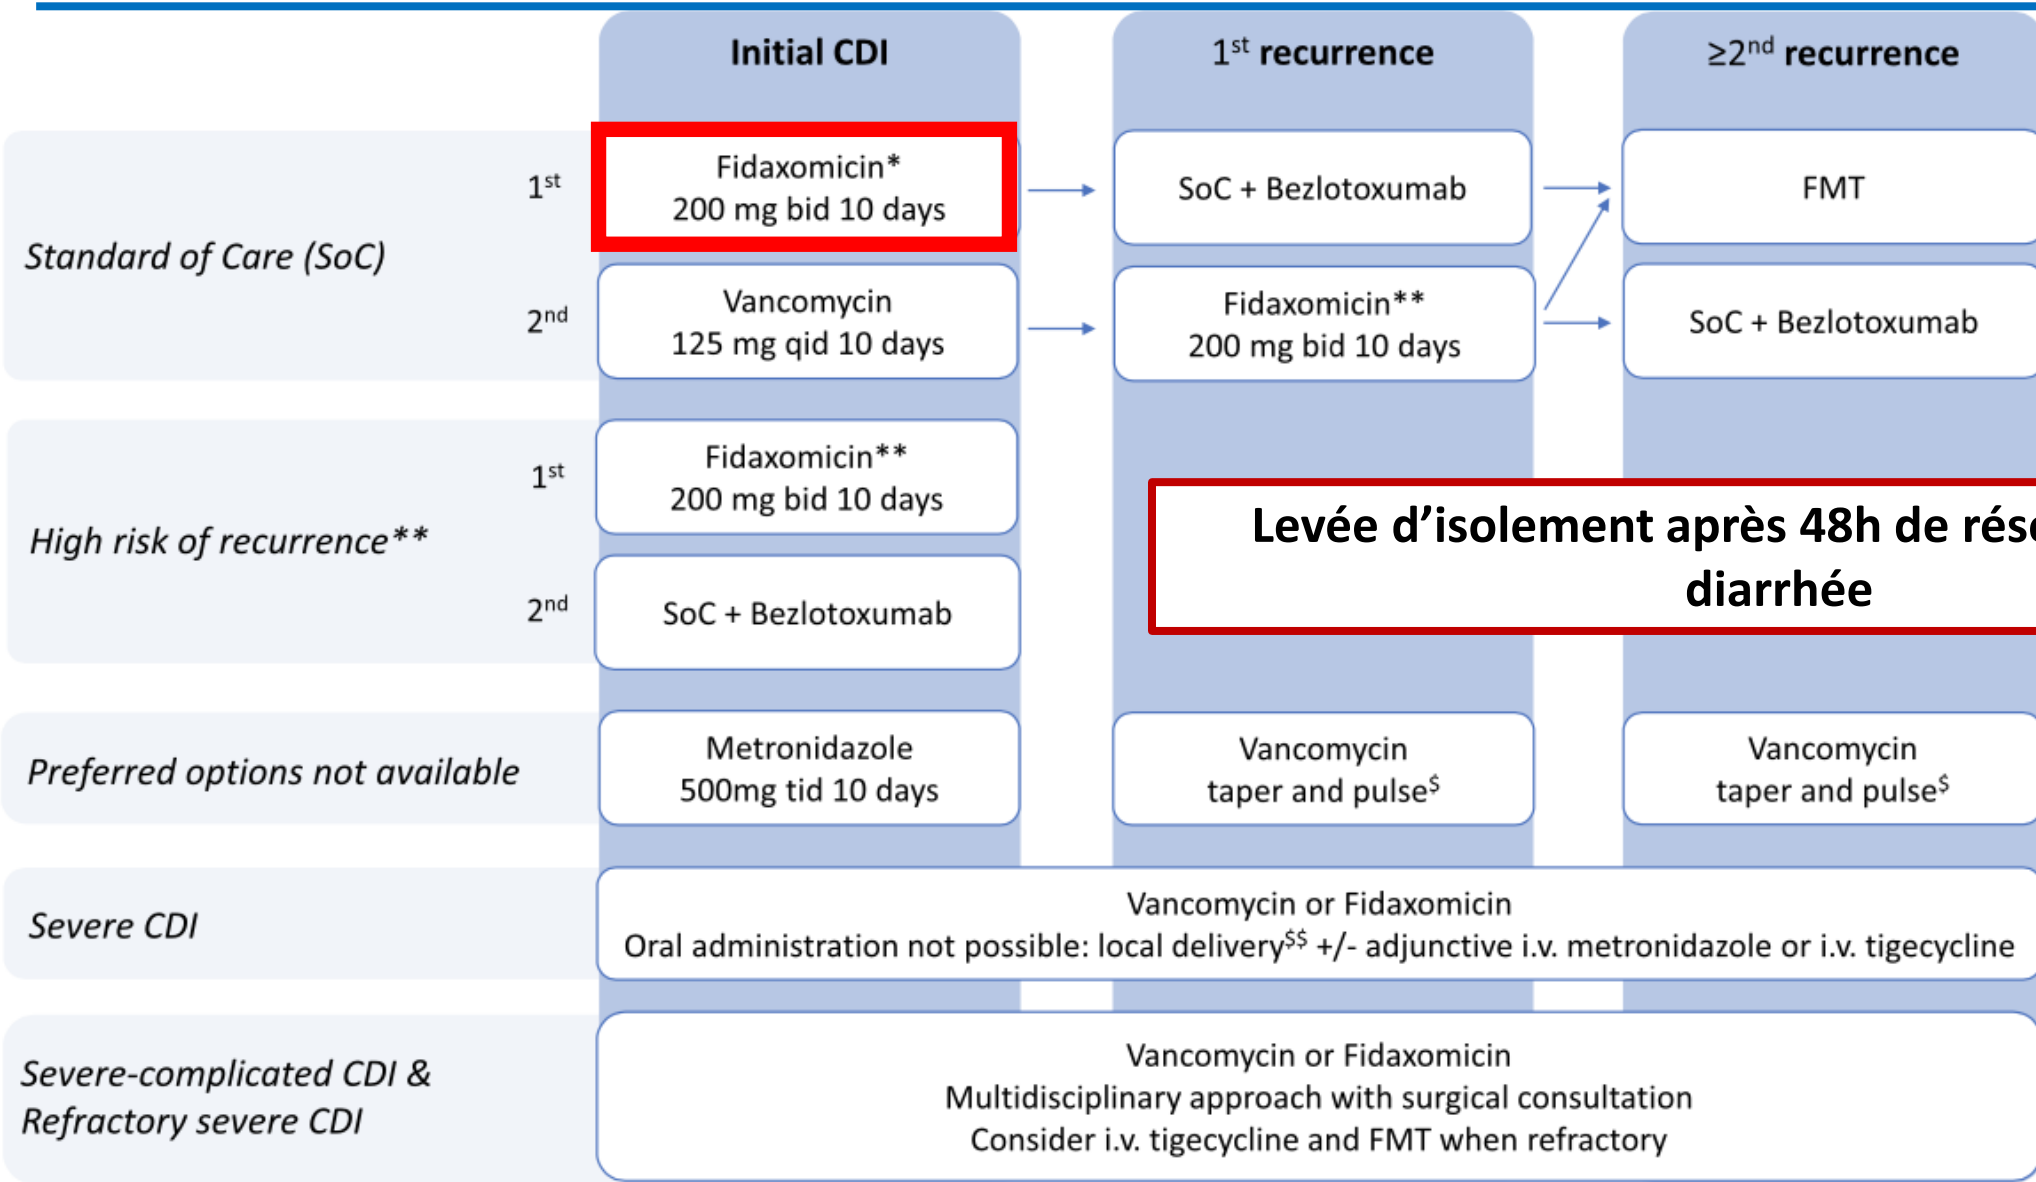 Initial CDI
1st recurrence
≥2nd recurrence
Standard of Care (SoC)
1st
Fidaxomicin*
200 mg bid 10 days
SoC + Bezlotoxumab
FMT
2nd
Vancomycin
125 mg qid 10 days
Fidaxomicin**
200 mg bid 10 days
SoC + Bezlotoxumab
High risk of recurrence**
1st
Fidaxomicin**
200 mg bid 10 days
2nd
SoC + Bezlotoxumab
Levée d’isolement après 48h de
diarrhée
Preferred options not available
Metronidazole
500mg tid 10 days
Vancomycin
taper and pulse$
Vancomycin
taper and pulse$
Severe CDI
Vancomycin or Fidaxomicin
Oral administration not possible: local delivery$$ +/- adjunctive i.v. metronidazole or i.v. tigecycline
Severe-complicated CDI &
Refractory severe CDI
Vancomycin or Fidaxomicin
Multidisciplinary approach with surgical consultation
Consider i.v. tigecycline and FMT when refractory